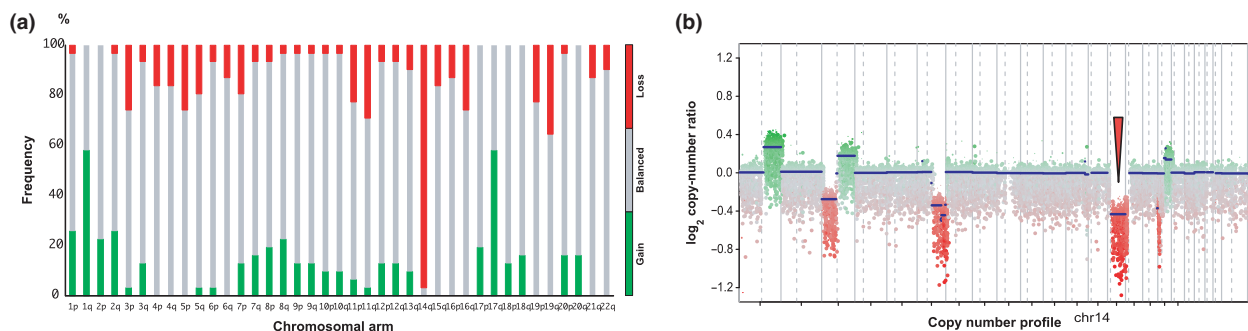 (a)
%
100
80
60
40
20
0
Frequency
1p 1q 2p 2q 3p 3q 4p 4q 5p 5q 6p 6q 7p 7q 8p 8q 9p 9q 10p 10q 11p 11q 12p 12q 13q 14q 15q 16p 16q 17p 17q 18p 18q 19p 19q 20p 20q 21q 22q
Chromosomal arm
Loss
Balanced
Gain
(b)
1.2
0.8
0.4
0.0
−0.4
−0.8
−1.2
log2 copy-number ratio
chr14
Copy number profile